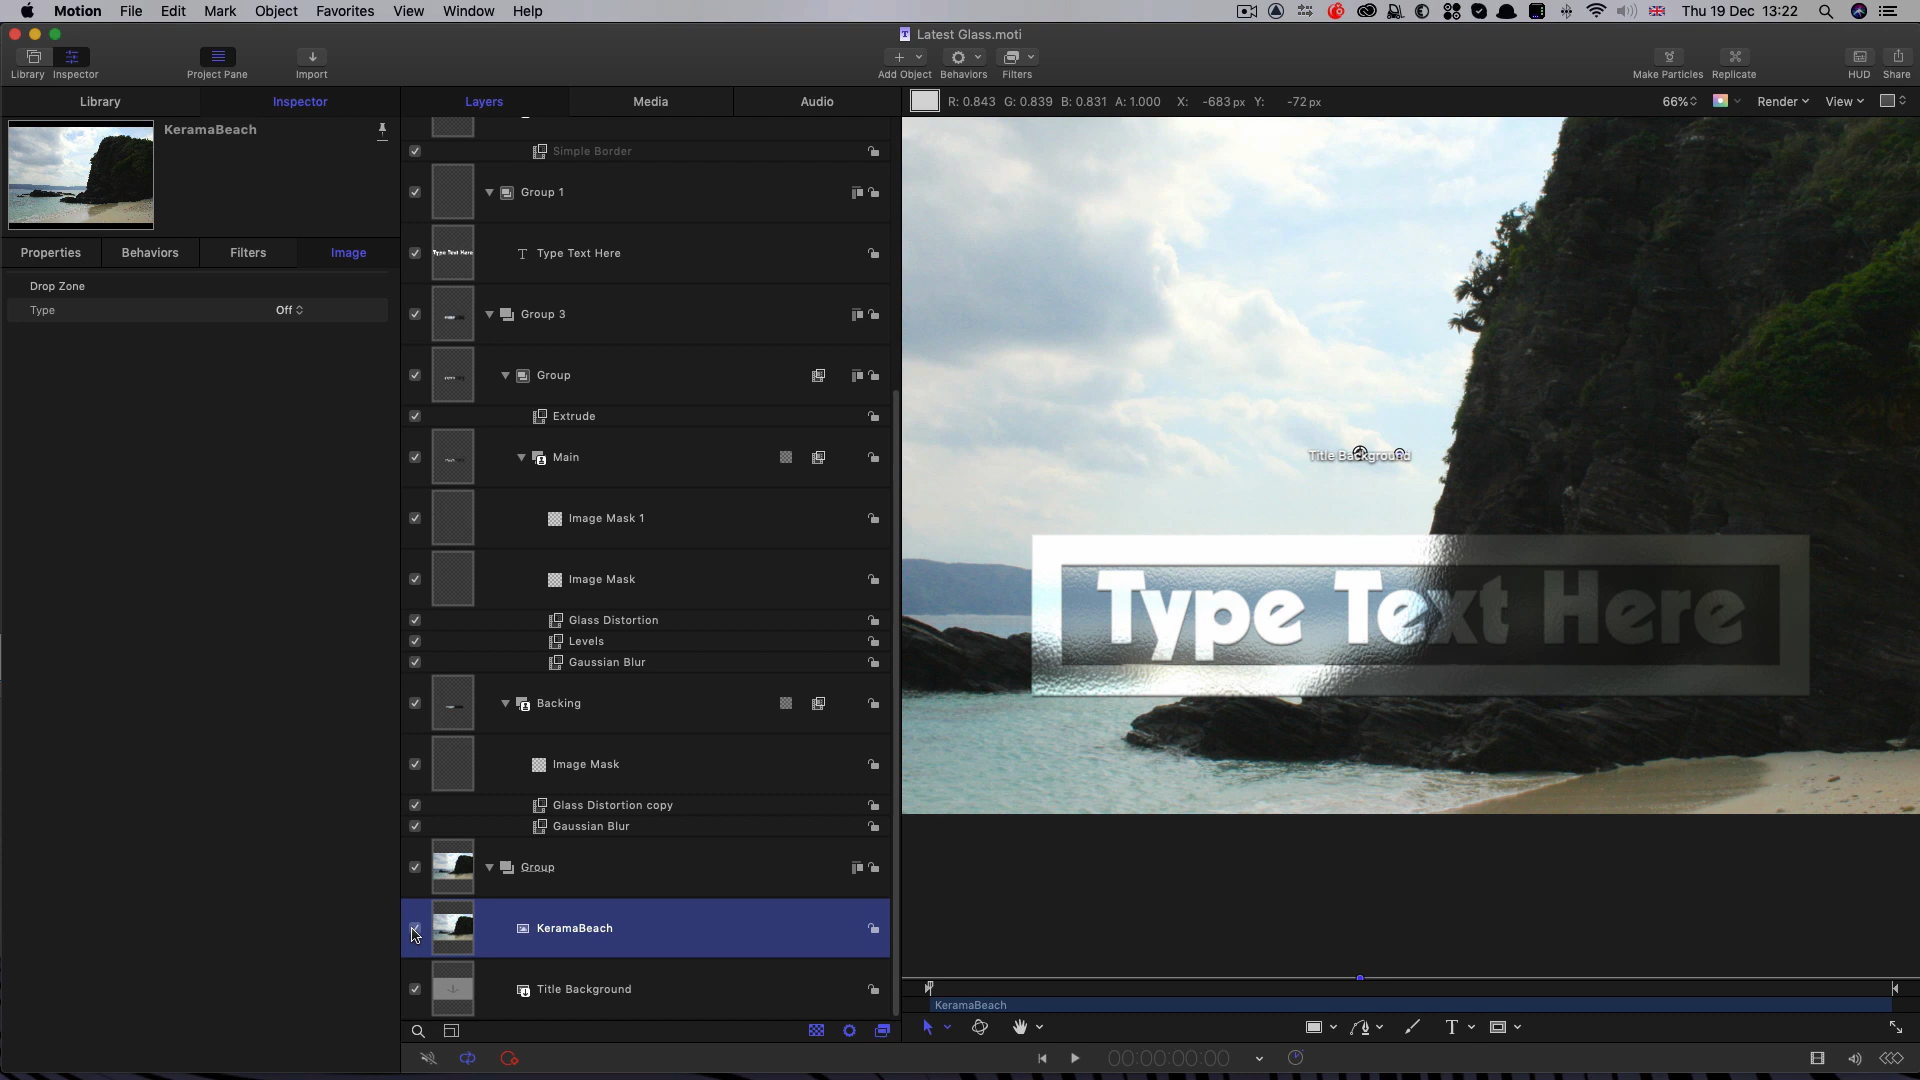 Motion File Edit Mark Object Favorites View Window Help
Thu 19 Dec 13:22
Latest Glass.moti
Library Inspector Project Pane Import
Add Object Behaviors Filters
Make Particles Replicate HUD Share
Library Inspector Layers Media Audio
R: 0.843 G: 0.839 B: 0.831 A: 1.000 X: -683 px Y: -72 px
66% Render View
KeramaBeach
Properties Behaviors Filters Image
Drop Zone
Type Off
Simple Border
Group 1
Type Text Here
Type Text Here
Group 3
Group
Extrude
Main
Image Mask 1
Image Mask
Glass Distortion
Levels
Gaussian Blur
Backing
Image Mask
Glass Distortion copy
Gaussian Blur
Group
KeramaBeach
Title Background
Title Background
Type Text Here
KeramaBeach
T
00:00:00:00